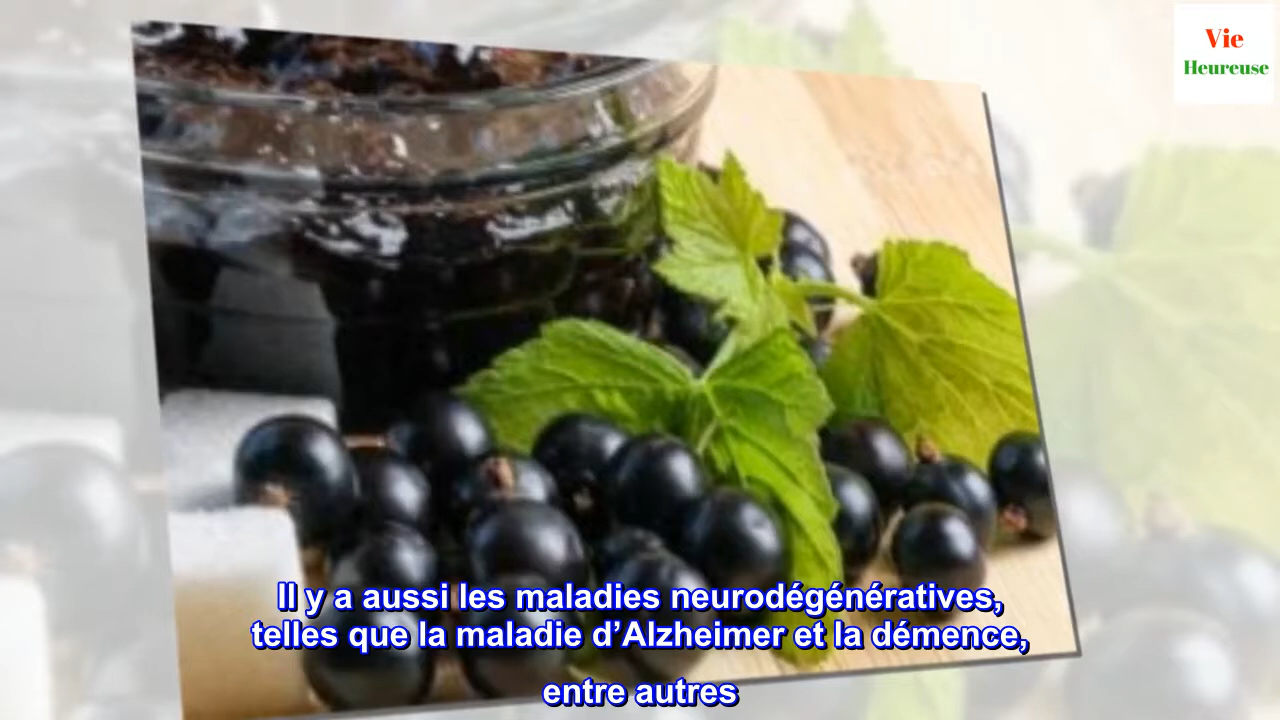 Vie
Heureuse
Il y a aussi les maladies neurodégénératives,
telles que la maladie d’Alzheimer et la démence,
entre autres